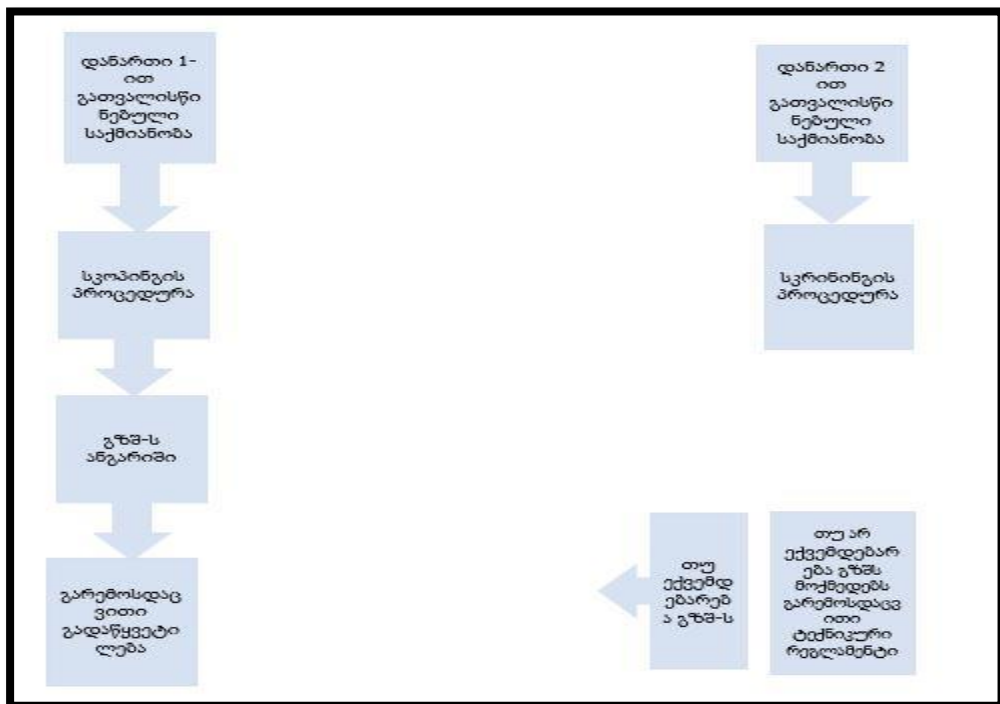 დანართი 1-
ით
გათვალისწი
ნებული
საქმიანობა
სკოპინგის
პროცედურა
გზშ-ს
ანგარიში
გარემოსდაც
ვითი
გადაწყვეტი
ლება
დანართი 2
ით
გათვალისწი
ნებული
საქმიანობა
სკრინინგის
პროცედურა
თუ
ექვემდ
ებარებ
ა გზშ-ს
თუ არ
ექვემდებარ
ება გზშს
მოქმედებს
გარემოსდაცვ
ითი
ტექნიკური
რეგლამენტი